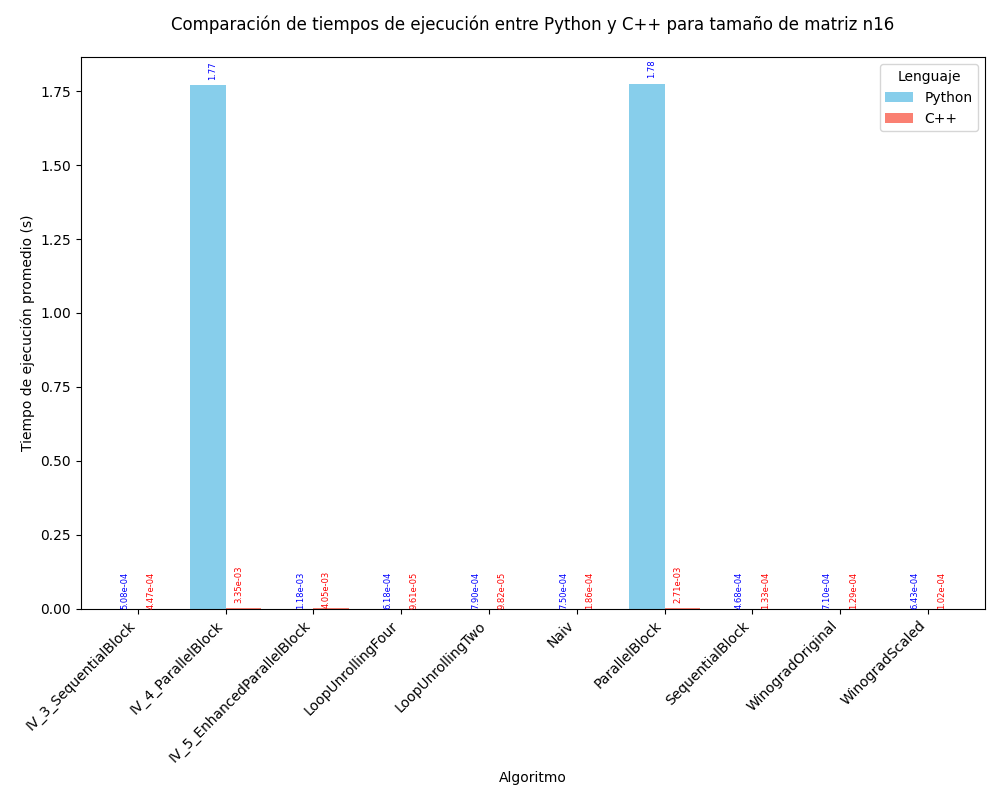 Comparación de tiempos de ejecución entre Python y C++ para tamaño de matriz n16
Lenguaje
Python
C++
Tiempo de ejecución promedio (s)
1.75
1.50
1.25
1.00
0.75
0.50
0.25
0.00
5.08e-04
4.47e-04
1.77
3.35e-03
1.18e-03
4.05e-03
6.18e-04
9.61e-05
7.90e-04
9.82e-05
7.50e-04
1.86e-04
1.78
2.71e-03
4.68e-04
1.33e-04
7.10e-04
1.29e-04
6.43e-04
1.02e-04
IV_3_SequentialBlock
IV_4_ParallelBlock
IV_5_EnhancedParallelBlock
LoopUnrollingFour
LoopUnrollingTwo
Naiv
ParallelBlock
SequentialBlock
WinogradOriginal
WinogradScaled
Algoritmo